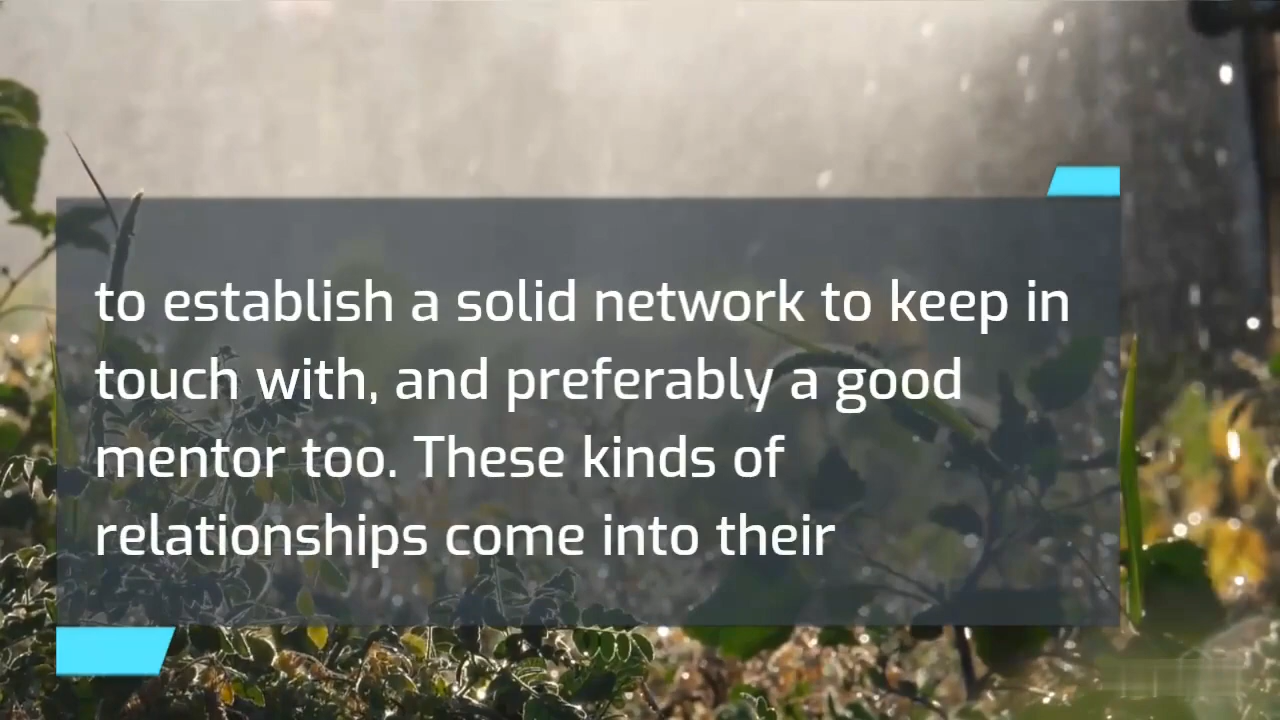 to establish a solid network to keep in
touch with, and preferably a good
mentor too. These kinds of
relationships come into their